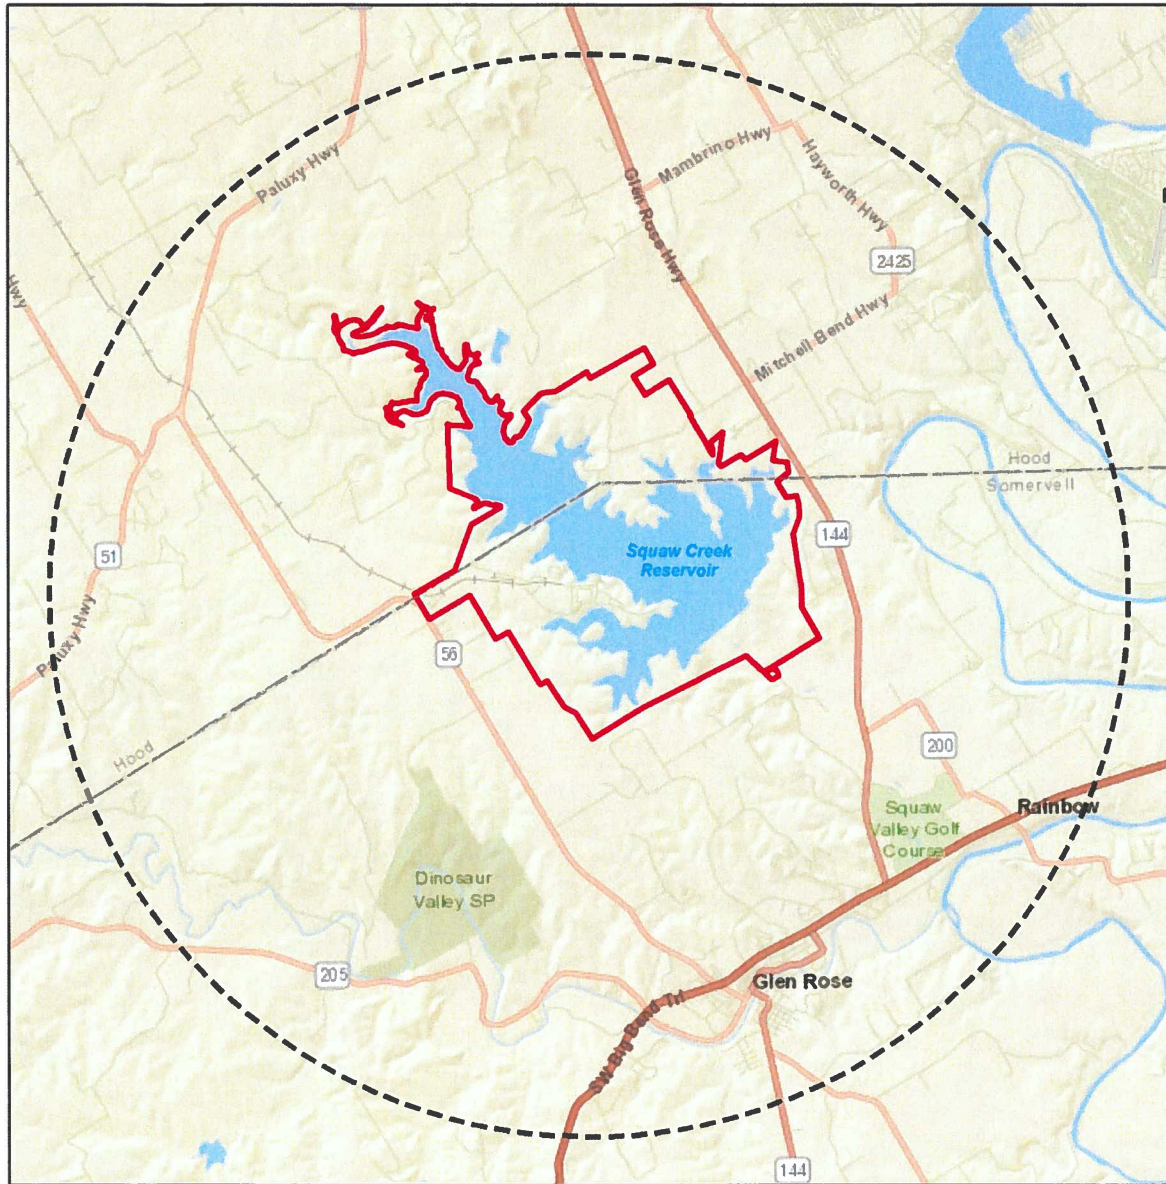 Paluxy Hwy
Mambrino Hwy
Hayworth Hwy
Glen Rose Hwy
2425
Hwy
Mitchell Bend Hwy
Hood
Somervell
51
144
Squaw Creek
Reservoir
Paluxy Hwy
56
Hood
200
Rainbow
Squaw
Valley Golf
Course
Dinosaur
Valley SP
205
Glen Rose
SW Big Bend Trl
144